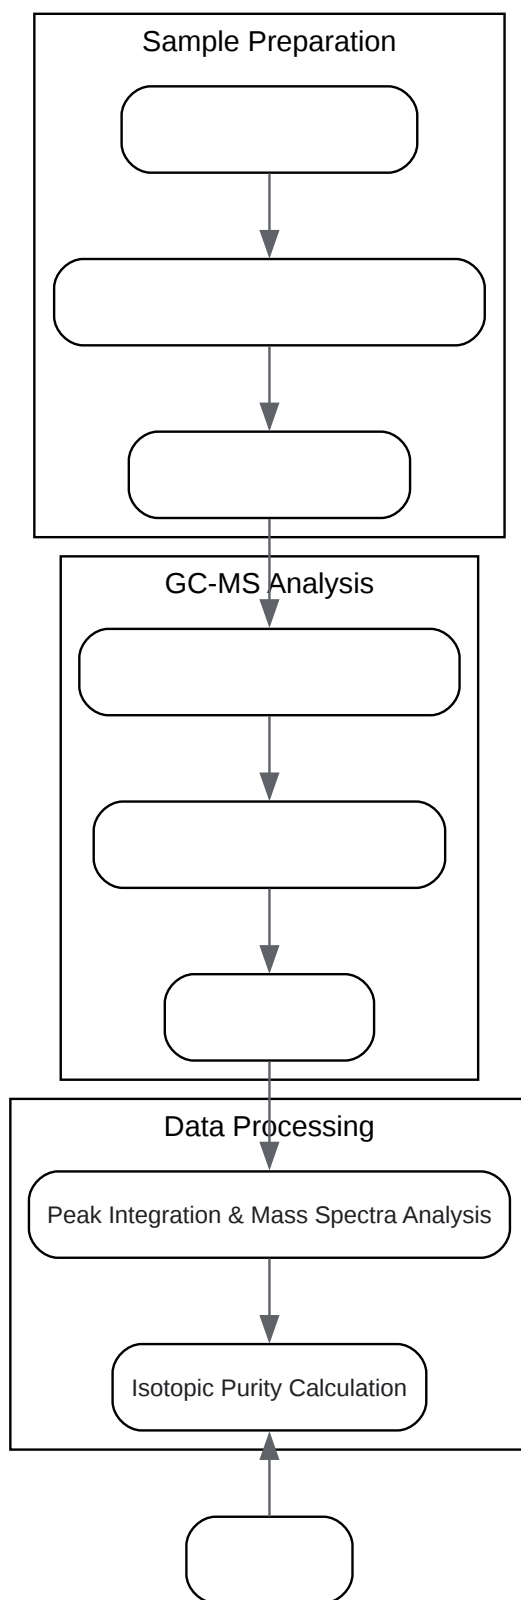 Sample Preparation
GC-MS Analysis
Data Processing
Peak Integration & Mass Spectra Analysis
Isotopic Purity Calculation